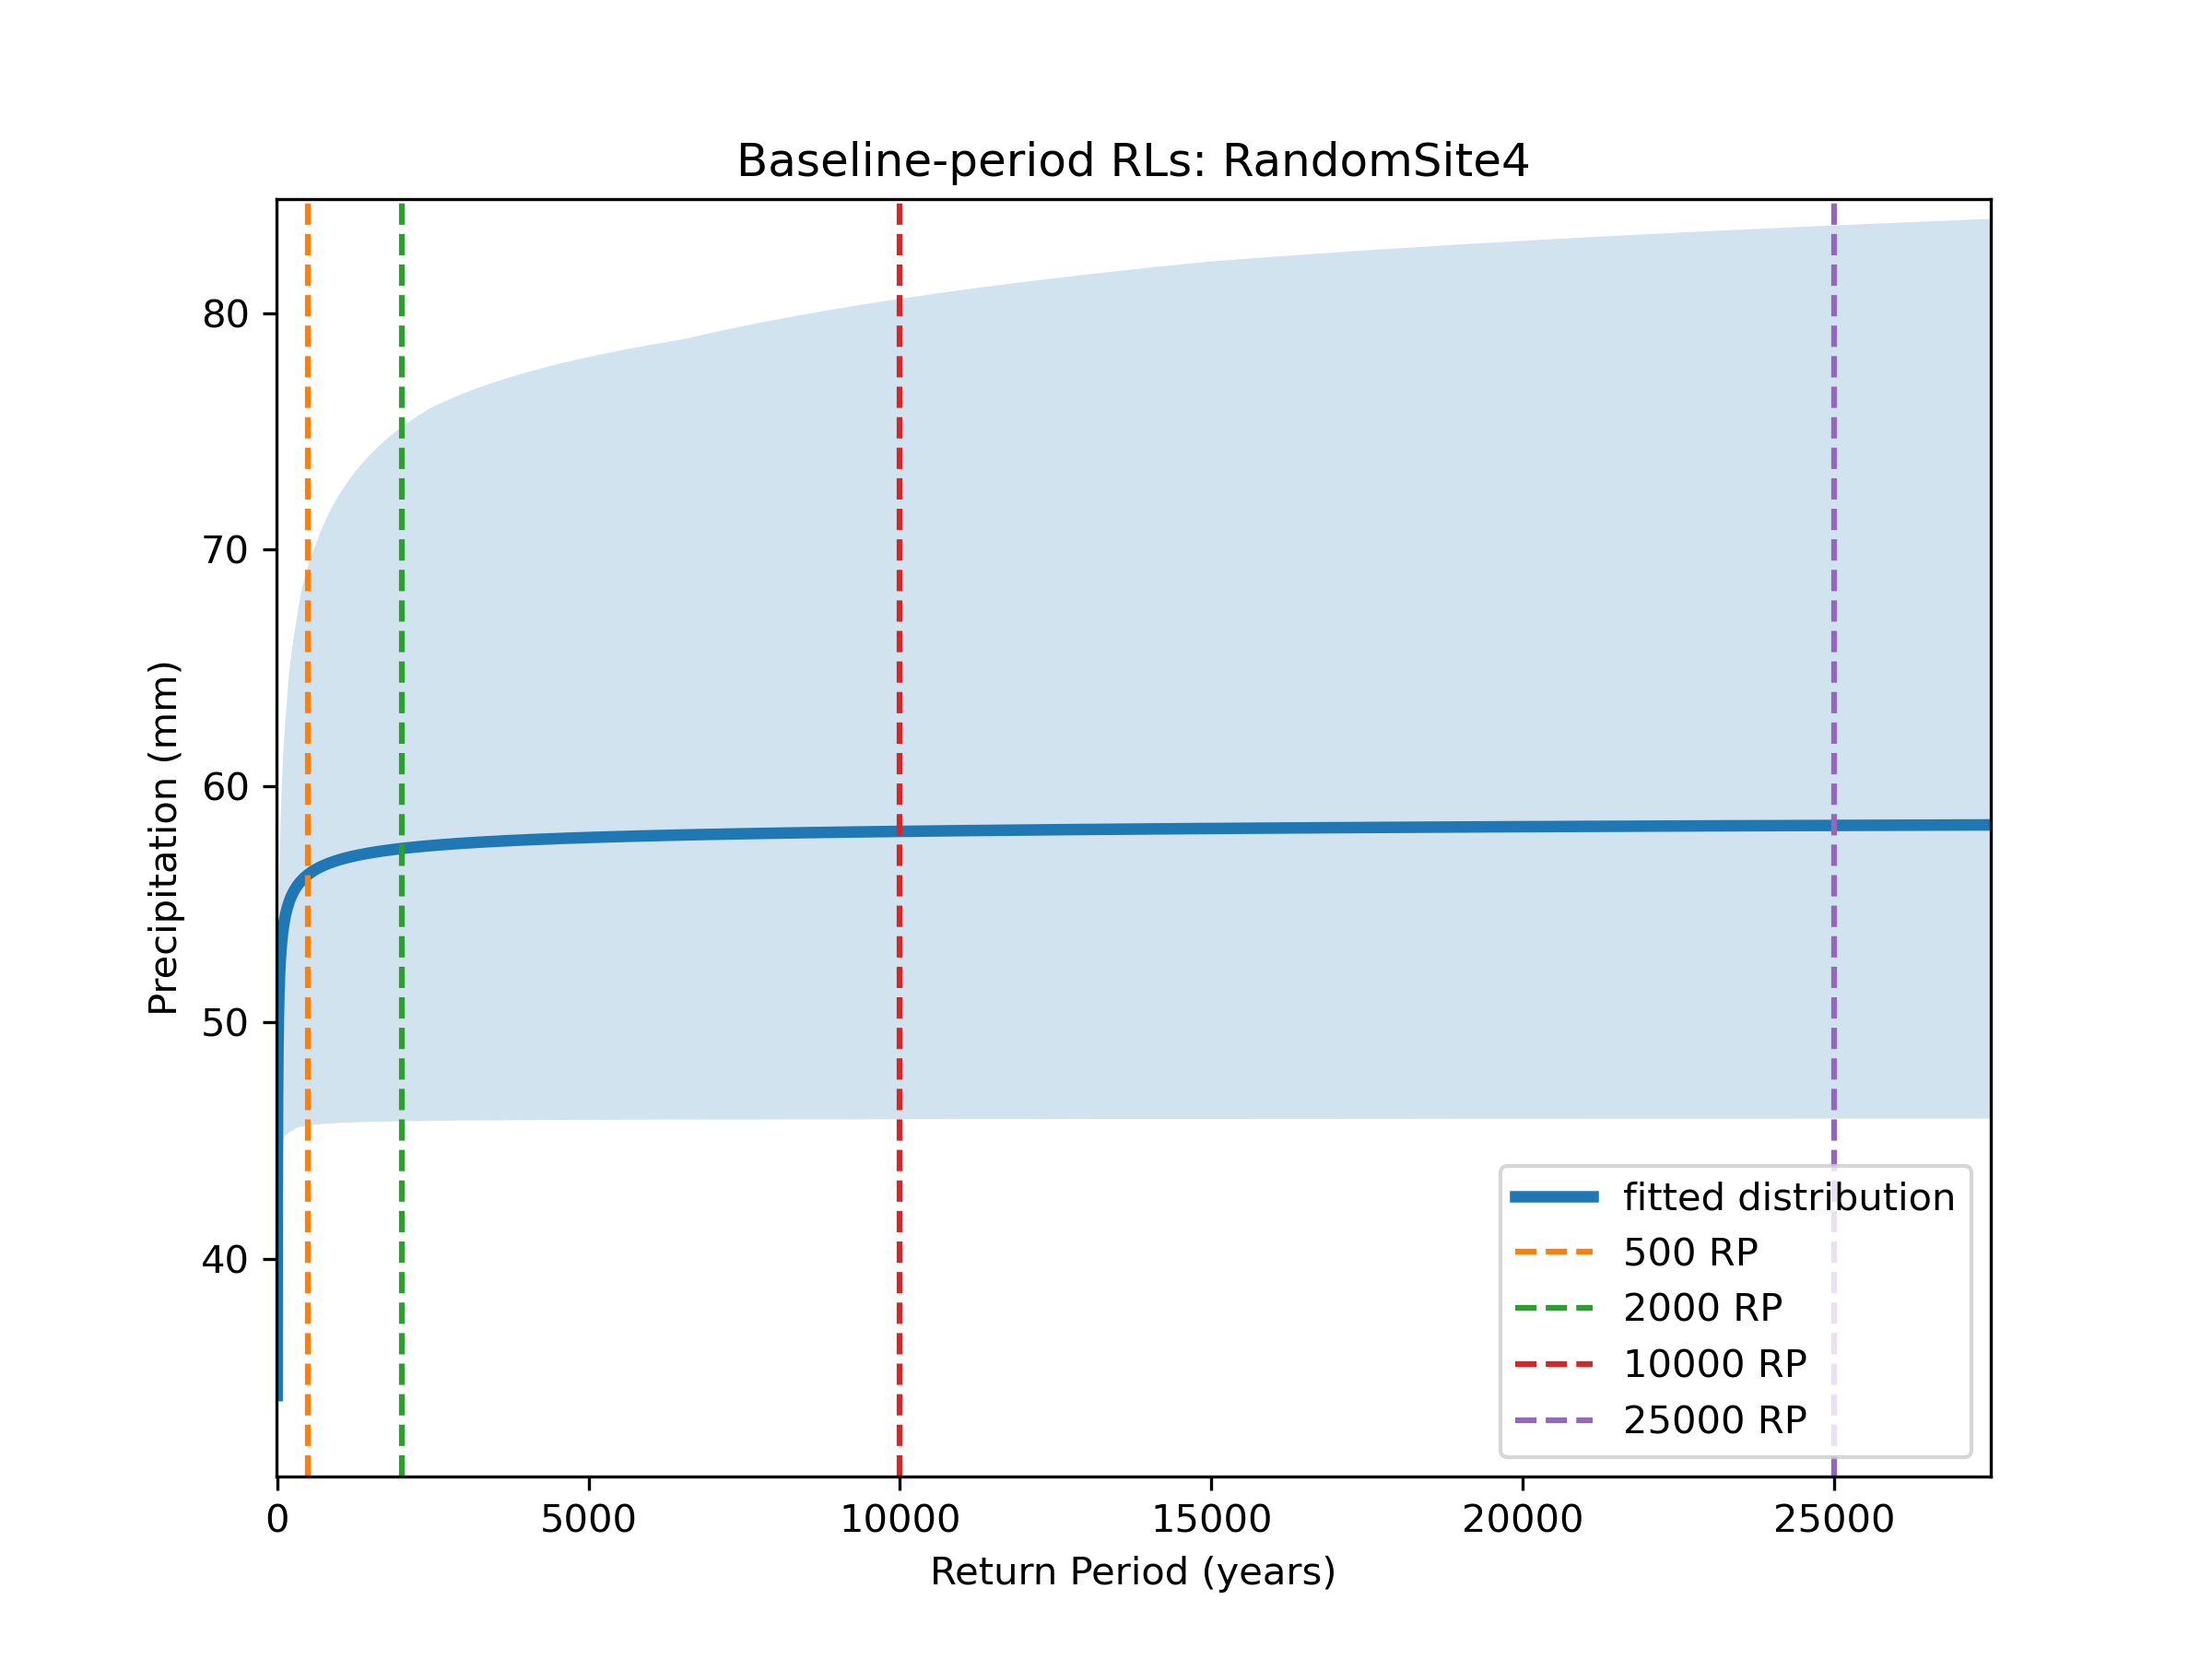 Baseline-period RLs: RandomSite4
Precipitation (mm)
80
70
60
50
40
fitted distribution
500 RP
2000 RP
10000 RP
25000 RP
0
5000
10000
15000
20000
25000
Return Period (years)